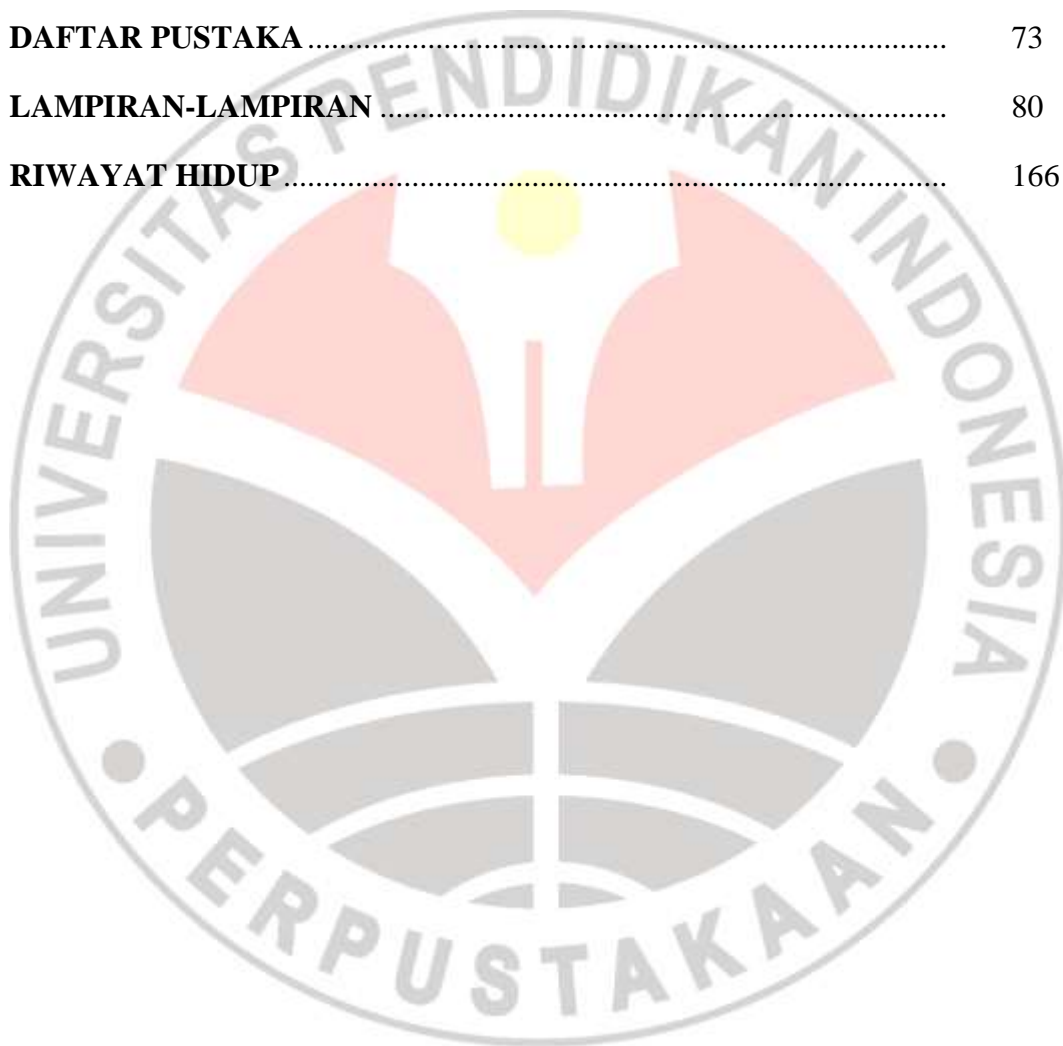 DAFTAR PUSTAKA ................................................................................ 73
LAMPIRAN-LAMPIRAN ....................................................................... 80
RIWAYAT HIDUP ................................................................................... 166
UNIVERSITAS PENDIDIKAN INDONESIA
PERPUSTAKAAN